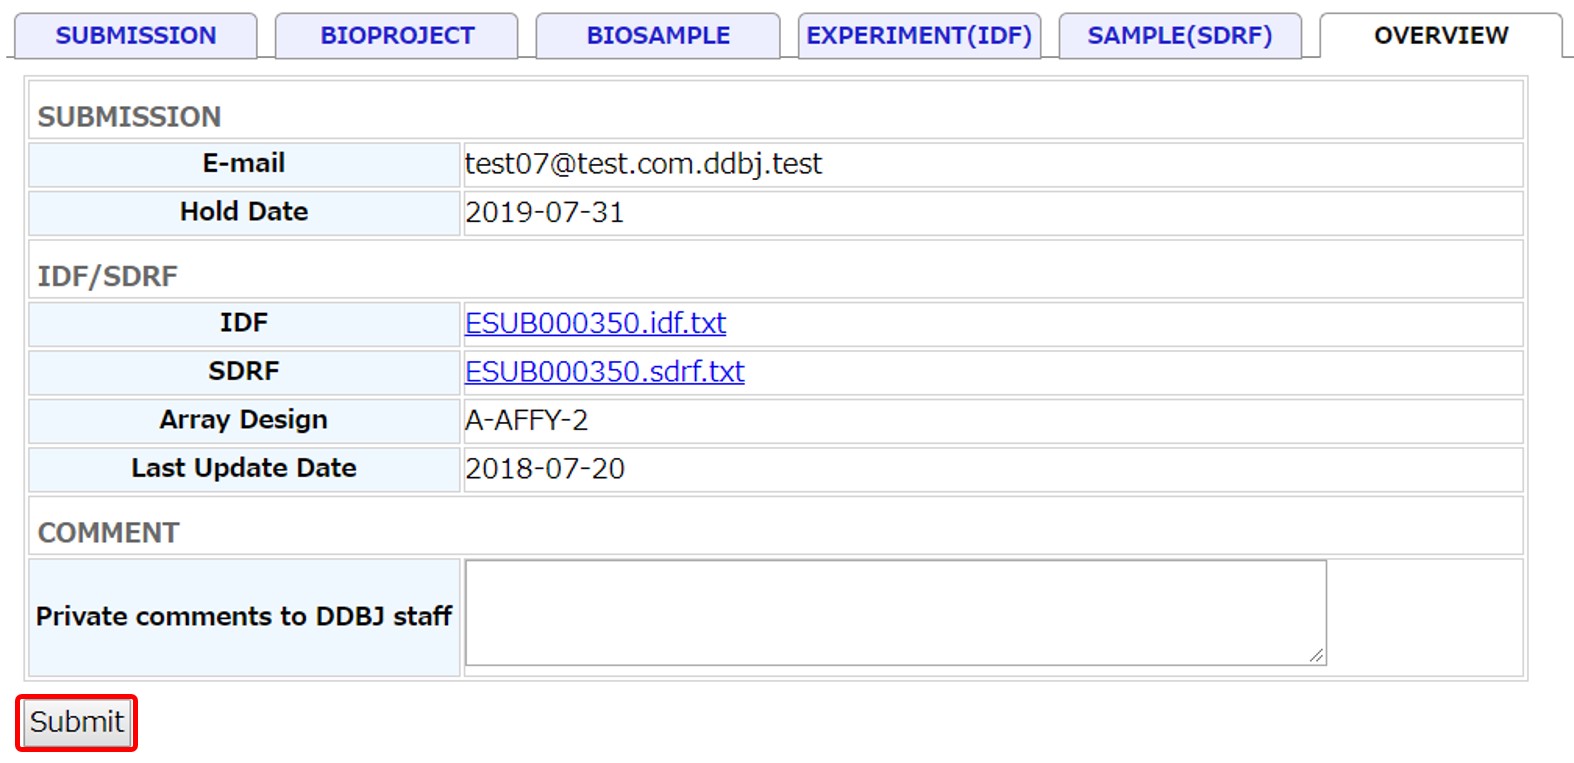 SUBMISSION BIOPROJECT BIOSAMPLE EXPERIMENT(IDF) SAMPLE(SDRF) OVERVIEW
SUBMISSION
E-mail test07@test.com.ddbj.test
Hold Date 2019-07-31
IDF/SDRF
IDF ESUB000350.idf.txt
SDRF ESUB000350.sdrf.txt
Array Design A-AFFY-2
Last Update Date 2018-07-20
COMMENT
Private comments to DDBJ staff
Submit